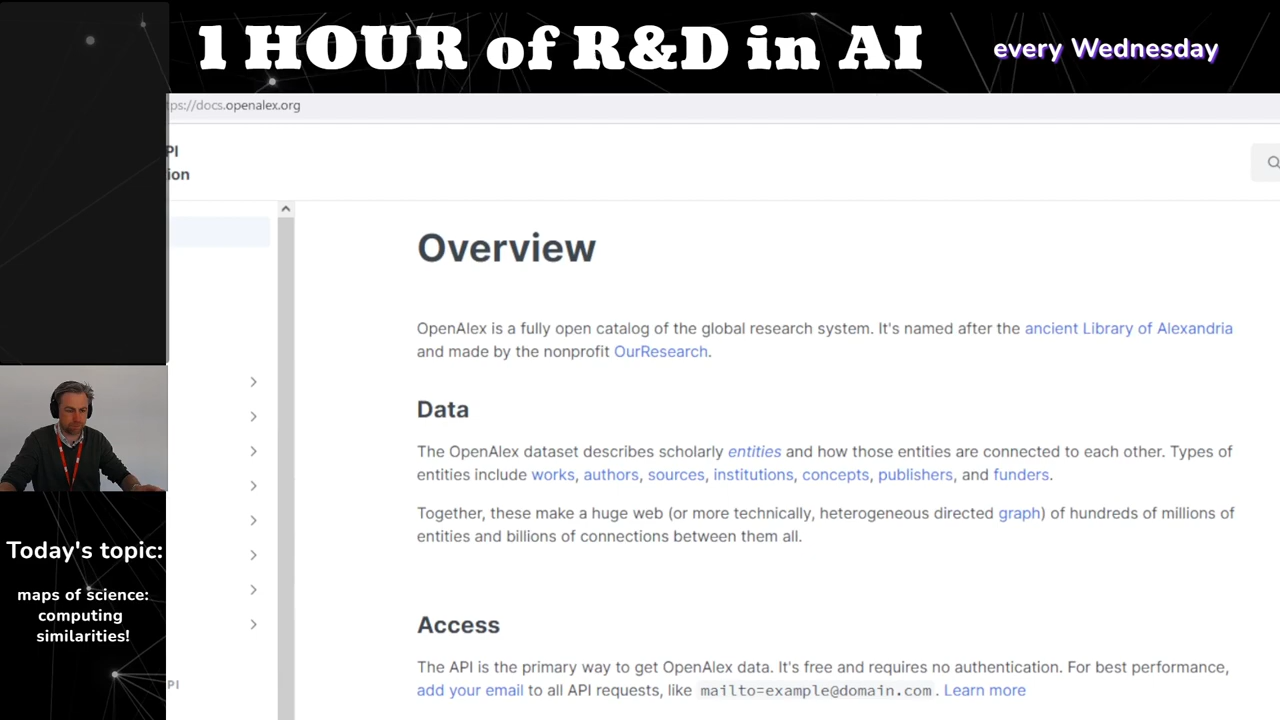 1 HOUR of R&D in AI
every Wednesday
tps://docs.openalex.org
PI
ion
Overview
OpenAlex is a fully open catalog of the global research system. It's named after the ancient Library of Alexandria
and made by the nonprofit OurResearch.
Data
The OpenAlex dataset describes scholarly entities and how those entities are connected to each other. Types of
entities include works, authors, sources, institutions, concepts, publishers, and funders.
Together, these make a huge web (or more technically, heterogeneous directed graph) of hundreds of millions of
entities and billions of connections between them all.
Access
The API is the primary way to get OpenAlex data. It's free and requires no authentication. For best performance,
add your email to all API requests, like mailto=example@domain.com. Learn more
PI
Today's topic:
maps of science:
computing
similarities!